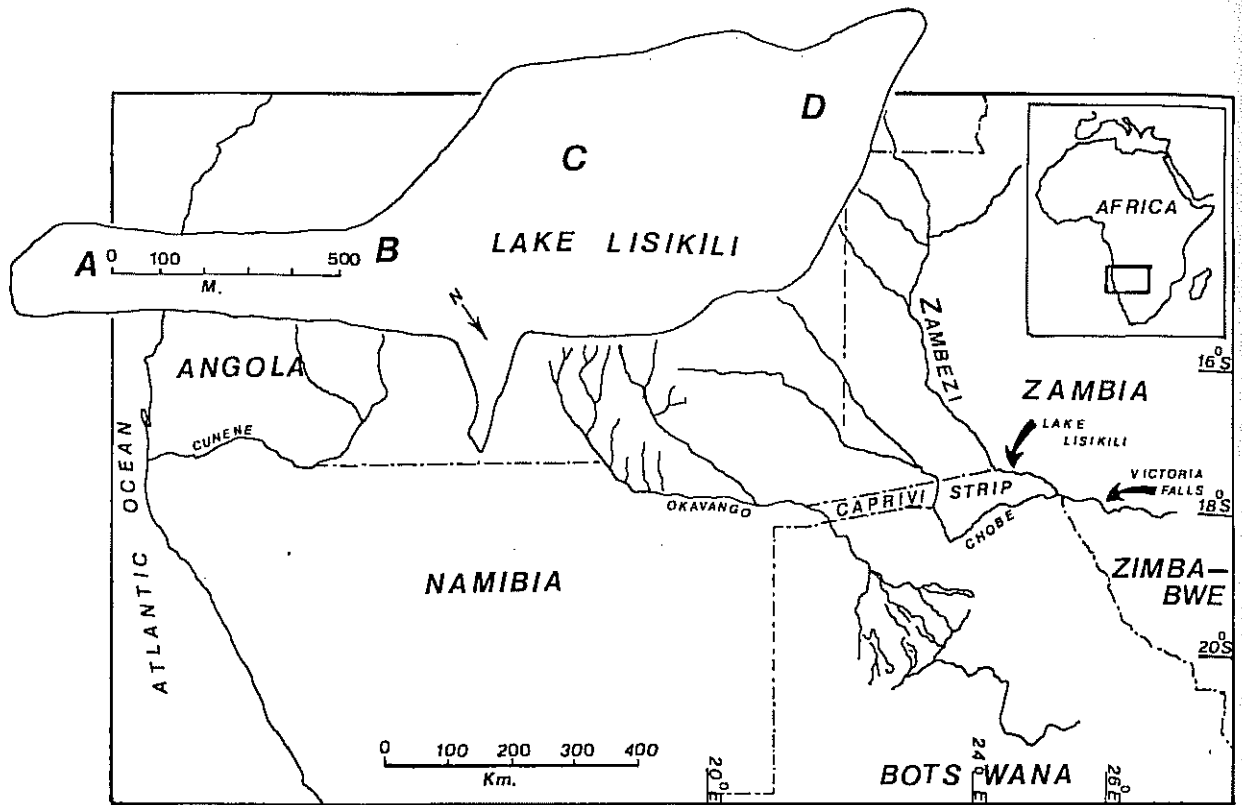 D
C
AFRICA
LAKE LISIKILI
A
B
0 100 500
M.
N
ZAMBEZI
16°S
ANGOLA
ZAMBIA
LAKE
LISIKILI
CUNENE
VICTORIA
FALLS
CAPRIVI STRIP
OKAVANGO
18°S
CHOBE
ATLANTIC OCEAN
NAMIBIA
ZIMBA—
BWE
20°S
0 100 200 300 400
Km.
20°E
24°E
26°E
BOTSWANA